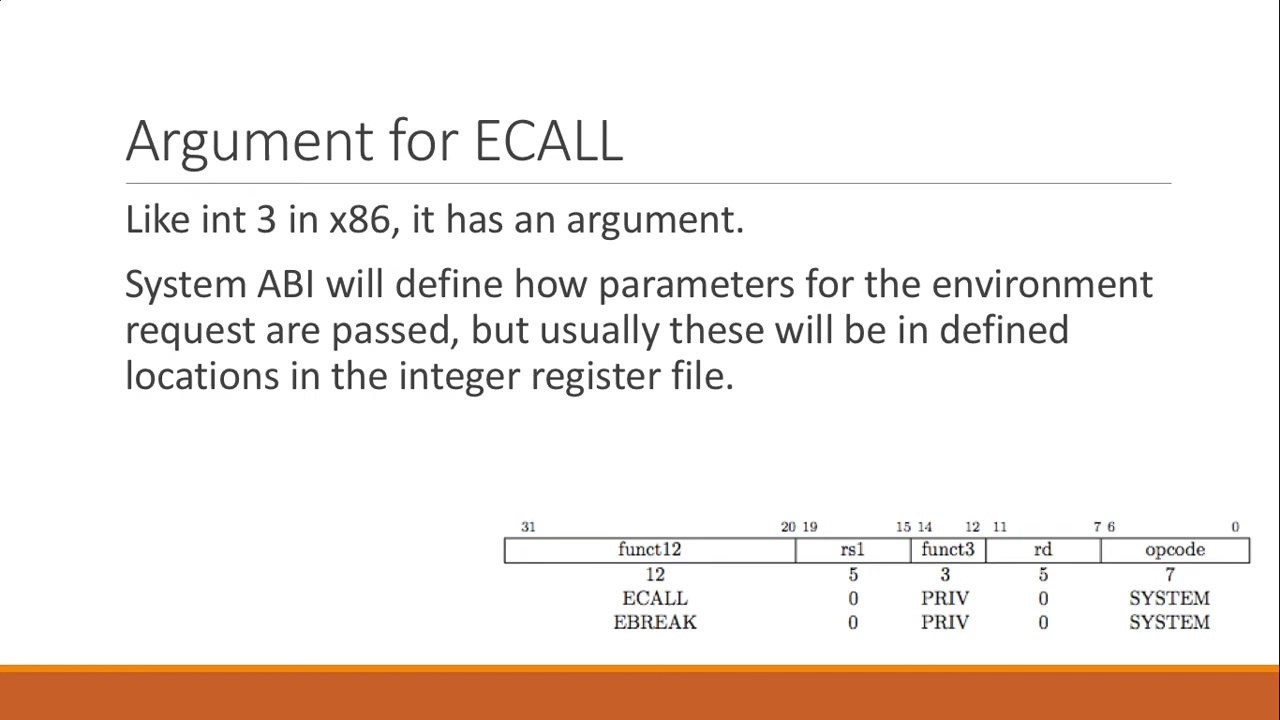 Argument for ECALL
Like int 3 in x86, it has an argument.
System ABI will define how parameters for the environment
request are passed, but usually these will be in defined
locations in the integer register file.
31 20 19 15 14 12 11 7 6 0
funct12 rs1 funct3 rd opcode
12 5 3 5 7
ECALL 0 PRIV 0 SYSTEM
EBREAK 0 PRIV 0 SYSTEM